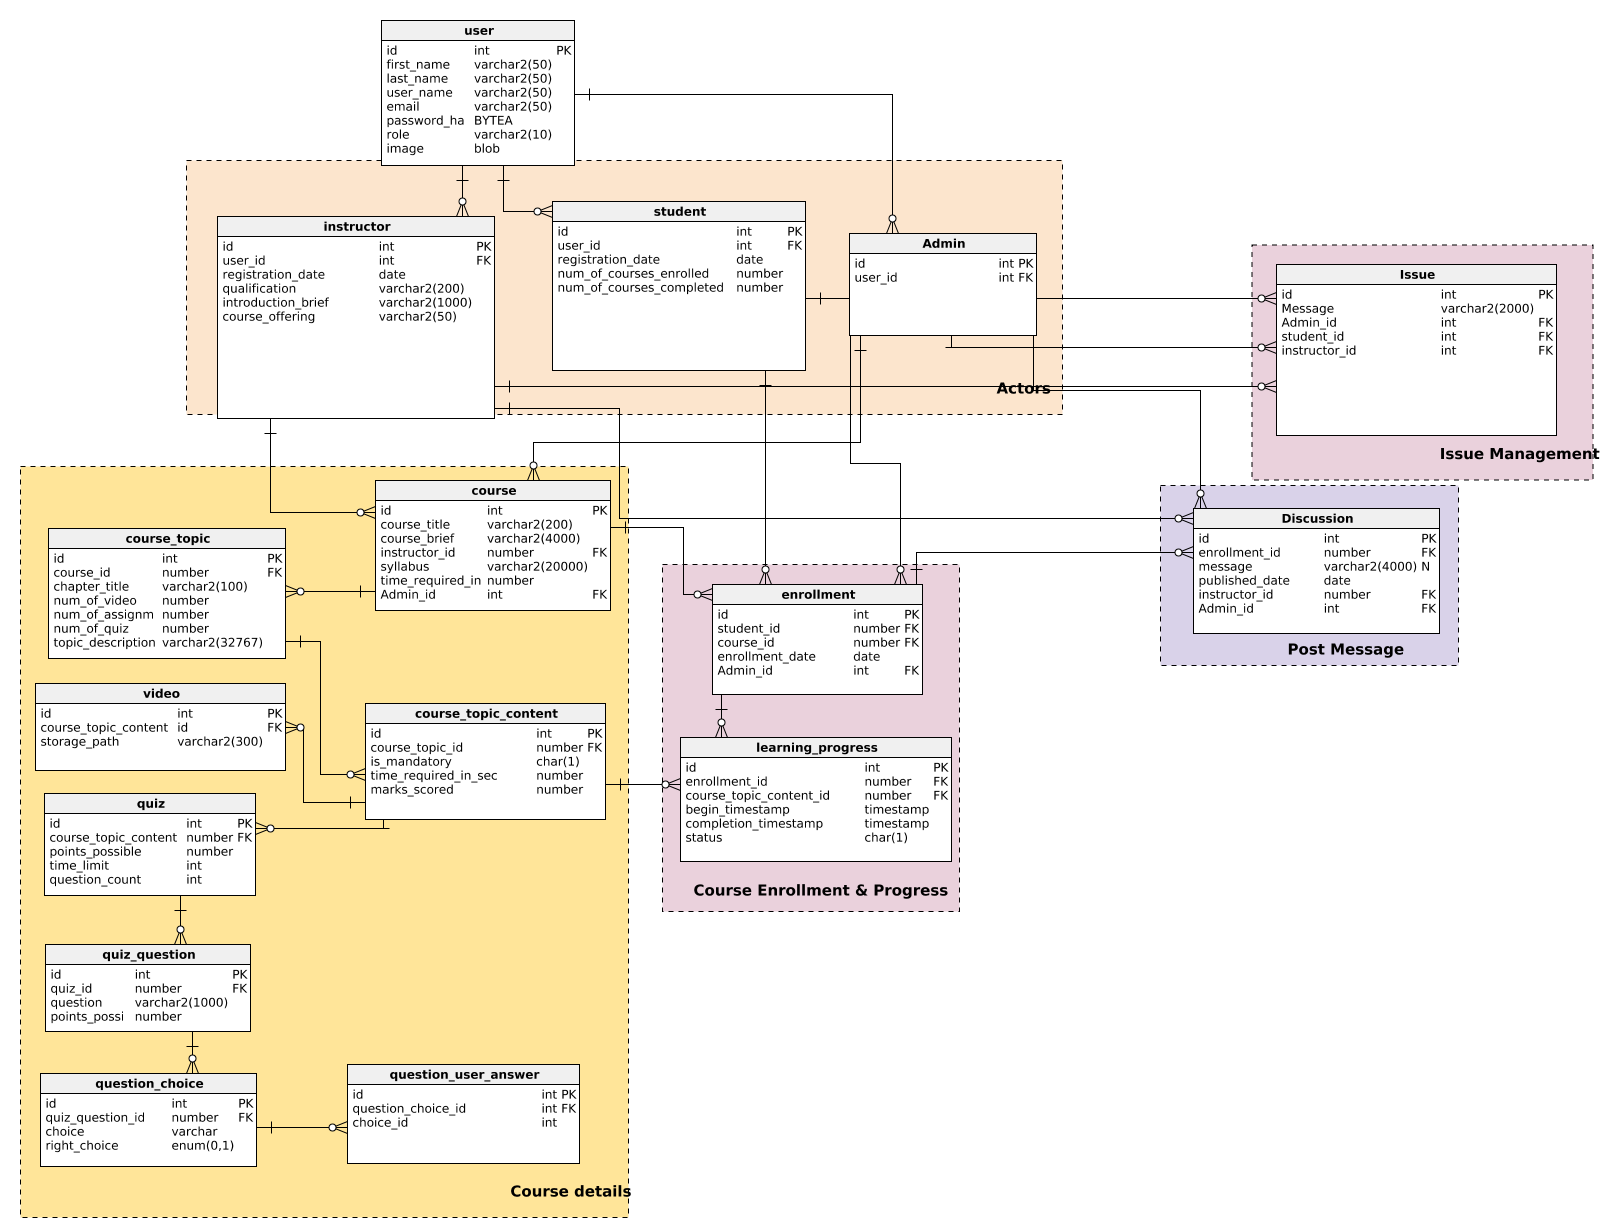 user
id int PK
first_name varchar2(50)
last_name varchar2(50)
user_name varchar2(50)
email varchar2(50)
password_ha BYTEA
role varchar2(10)
image blob
instructor
id int PK
user_id int FK
registration_date date
qualification varchar2(200)
introduction_brief varchar2(1000)
course_offering varchar2(50)
student
id int PK
user_id int FK
registration_date date
num_of_courses_enrolled number
num_of_courses_completed number
Admin
id int PK
user_id int FK
Actors
Issue
id int PK
Message varchar2(2000)
Admin_id int FK
student_id int FK
instructor_id int FK
Issue Management
course
id int PK
course_title varchar2(200)
course_brief varchar2(4000)
instructor_id number FK
syllabus varchar2(20000)
time_required_in number
Admin_id int FK
course_topic
id int PK
course_id number FK
chapter_title varchar2(100)
num_of_video number
num_of_assignm number
num_of_quiz number
topic_description varchar2(32767)
Discussion
id int PK
enrollment_id number FK
message varchar2(4000) N
published_date date
instructor_id number FK
Admin_id int FK
Post Message
enrollment
id int PK
student_id number FK
course_id number FK
enrollment_date date
Admin_id int FK
video
id int PK
course_topic_content id FK
storage_path varchar2(300)
course_topic_content
id int PK
course_topic_id number FK
is_mandatory char(1)
time_required_in_sec number
marks_scored number
learning_progress
id int PK
enrollment_id number FK
course_topic_content_id number FK
begin_timestamp timestamp
completion_timestamp timestamp
status char(1)
Course Enrollment & Progress
quiz
id int PK
course_topic_content number FK
points_possible number
time_limit int
question_count int
quiz_question
id int PK
quiz_id number FK
question varchar2(1000)
points_possi number
question_choice
id int PK
quiz_question_id number FK
choice varchar
right_choice enum(0,1)
question_user_answer
id int PK
question_choice_id int FK
choice_id int
Course details